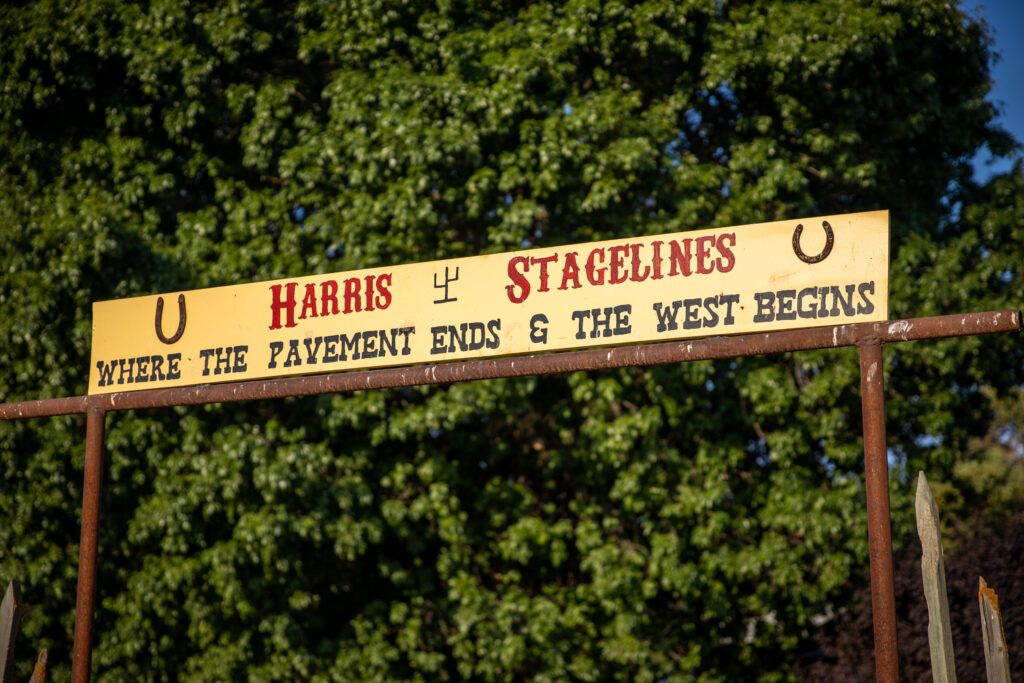 HARRIS STAGELINES
WHERE THE PAVEMENT ENDS & THE WEST BEGINS